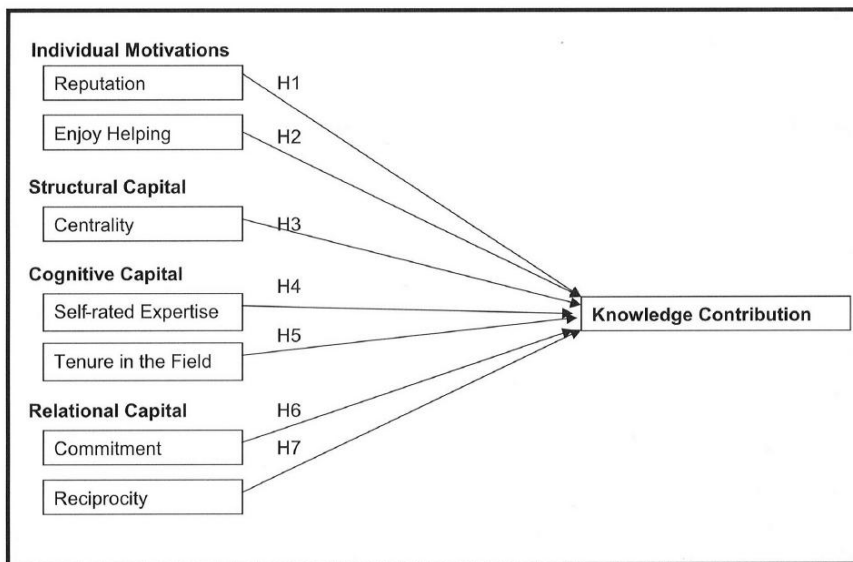 Individual Motivations
Reputation
H1
Enjoy Helping
H2
Structural Capital
Centrality
H3
Cognitive Capital
H4
Self-rated Expertise
Knowledge Contribution
H5
Tenure in the Field
Relational Capital
H6
Commitment
H7
Reciprocity